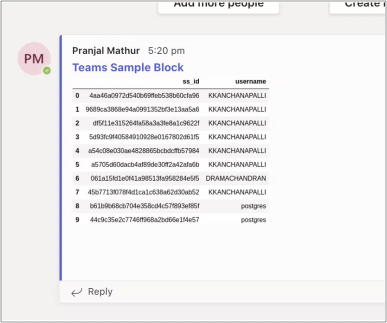 Add more people Create
PM
Pranjal Mathur 5:20 pm
Teams Sample Block
ss_id username
0 4aa46a0972d540b69ffeb538b60cfa96 KKANCHANAPALLI
1 9689ca3868e94a0991352bf3e13aa5a6 KKANCHANAPALLI
2 df5f11e315264fa58a3a3fe8a1c9622f KKANCHANAPALLI
3 5d93fc9f40584910928e0167802d61f5 KKANCHANAPALLI
4 a54c08e030ae4828865bcbdcffb57984 KKANCHANAPALLI
5 a5705d60dacb4af89de30ff2a42afa6b KKANCHANAPALLI
6 061a15fd1e0f41a98513fa958284e5f5 DRAMACHANDRAN
7 45b7713f078f4d1ca1c638a62d30ab52 KKANCHANAPALLI
8 b61b9b68cb704e358cd4c57f893ef85f postgres
9 44c9c35e2c7746ff968a2bd66e1f4e57 postgres
Reply